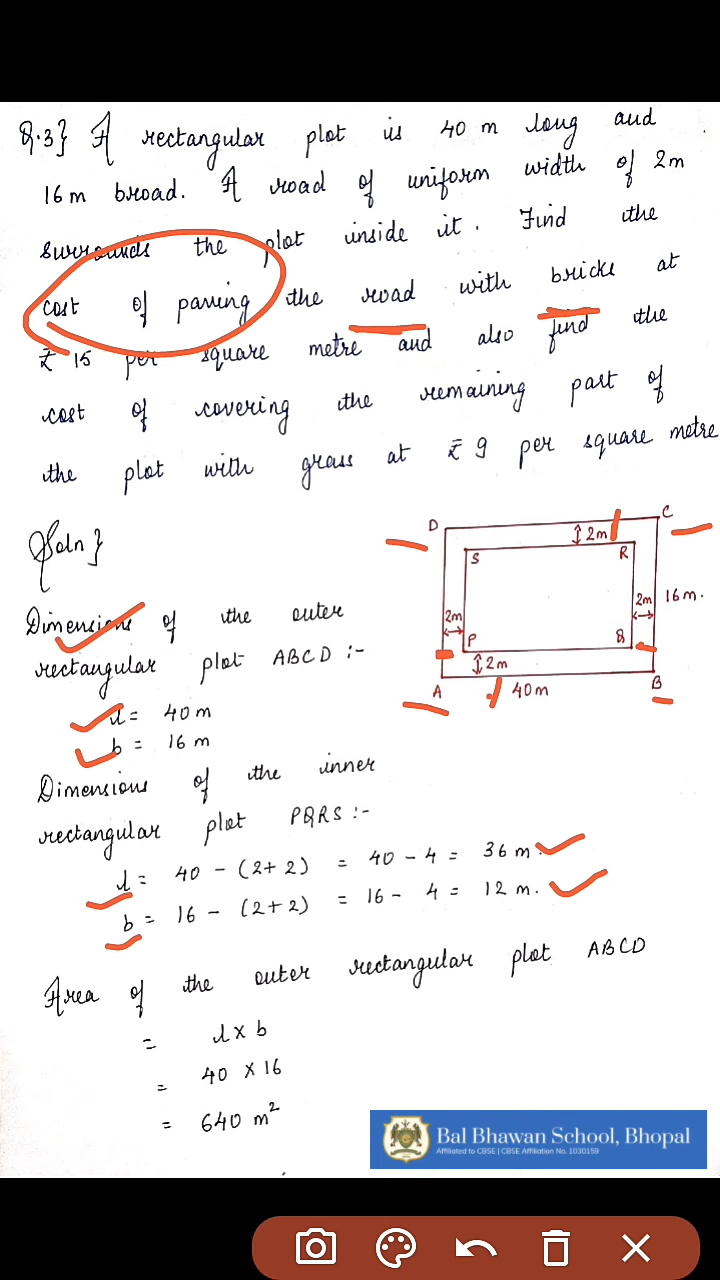 Q.3} A rectangular plot is 40 m long and
16 m broad. A road of uniform width of 2m
surrounds the plot inside it. Find the
cost of paving the road with bricks at
₹ 15 per square metre and also find the
cost of covering the remaining part of
the plot with grass at ₹ 9 per square metre
Soln}
D C
2m
S R
2m 2m 16 m.
P Q
2m
A 40m B
Dimensions of the outer
rectangular plot ABCD :-
l = 40 m
b = 16 m
Dimensions of the inner
rectangular plot PQRS :-
l = 40 - (2+2) = 40 - 4 = 36 m.
b = 16 - (2+2) = 16 - 4 = 12 m.
Area of the outer rectangular plot ABCD
= l x b
= 40 x 16
= 640 m²
Bal Bhawan School, Bhopal
Affiliated to CBSE | CBSE Affiliation No. 1030159